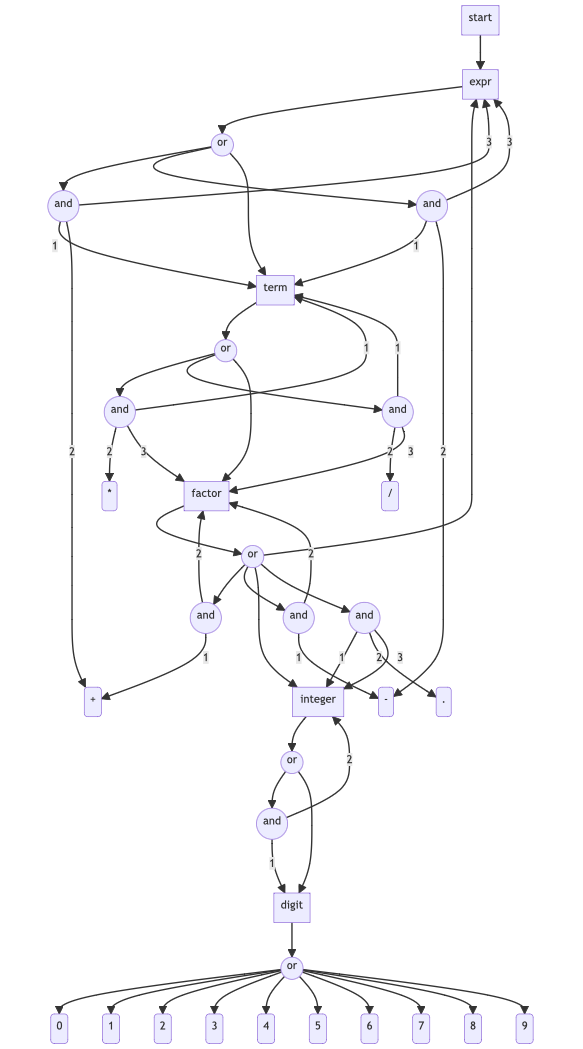 start
expr
or
3 3
and and
1 1
term
or
1 1
and and
2 2
2 3 2 3
* /
factor
2 or 2
and and and
1 1 1 2 3
+ integer - .
or
2
and
1
digit
or
0 1 2 3 4 5 6 7 8 9